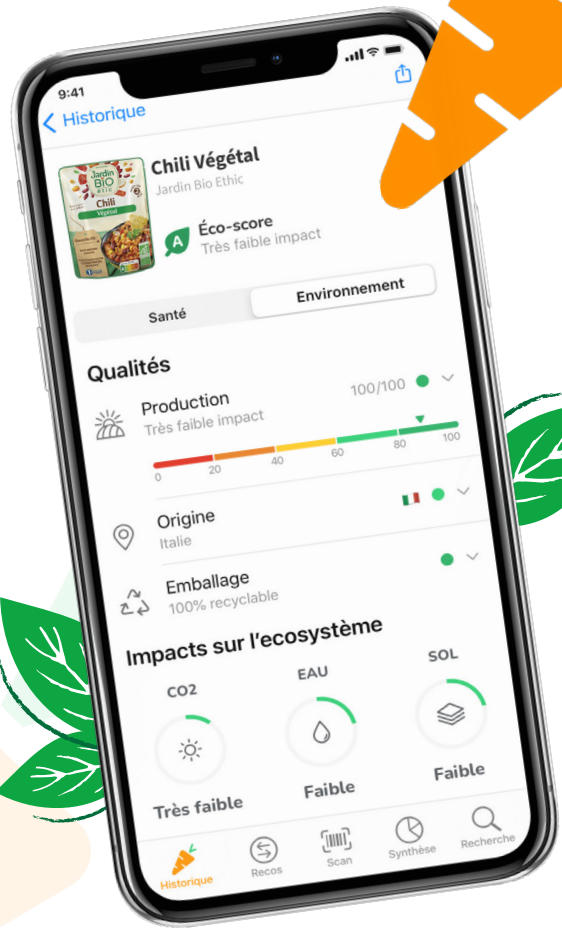 9:41
Historique
Jardin
BiO
étic
Chili
Végétal
Chili Végétal
Jardin Bio Ethic
A
Éco-score
Très faible impact
Santé
Environnement
Qualités
Production
100/100
Très faible impact
0 20 40 60 80 100
Origine
Italie
Emballage
100% recyclable
Impacts sur l'ecosystème
CO2
EAU
SOL
Très faible
Faible
Faible
Historique
Recos
Scan
Synthèse
Recherche